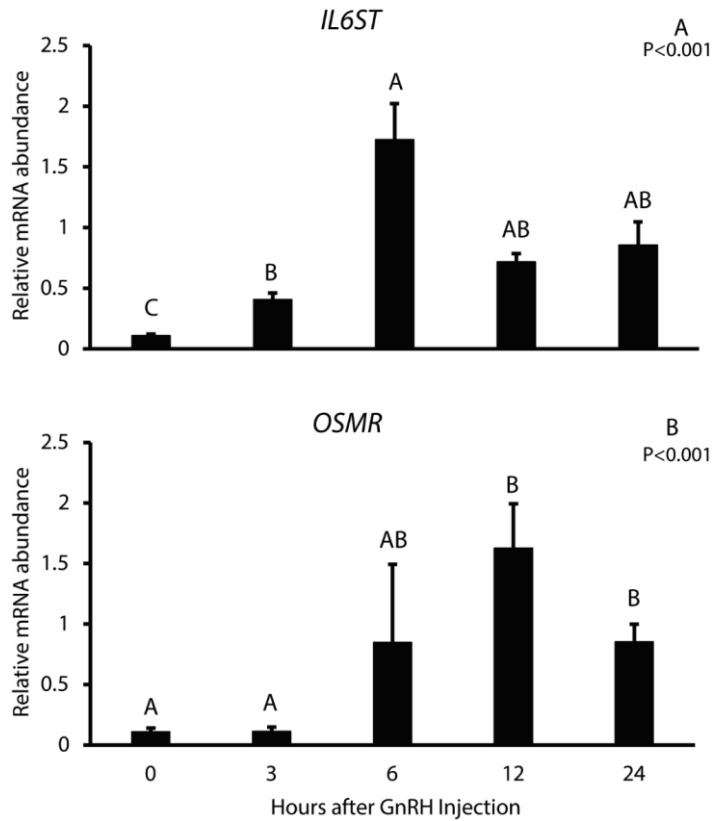 IL6ST
A
P<0.001
Relative mRNA abundance
2.5
2
1.5
1
0.5
0
C
B
A
AB
AB
OSMR
B
P<0.001
Relative mRNA abundance
2.5
2
1.5
1
0.5
0
A
A
AB
B
B
0 3 6 12 24
Hours after GnRH Injection